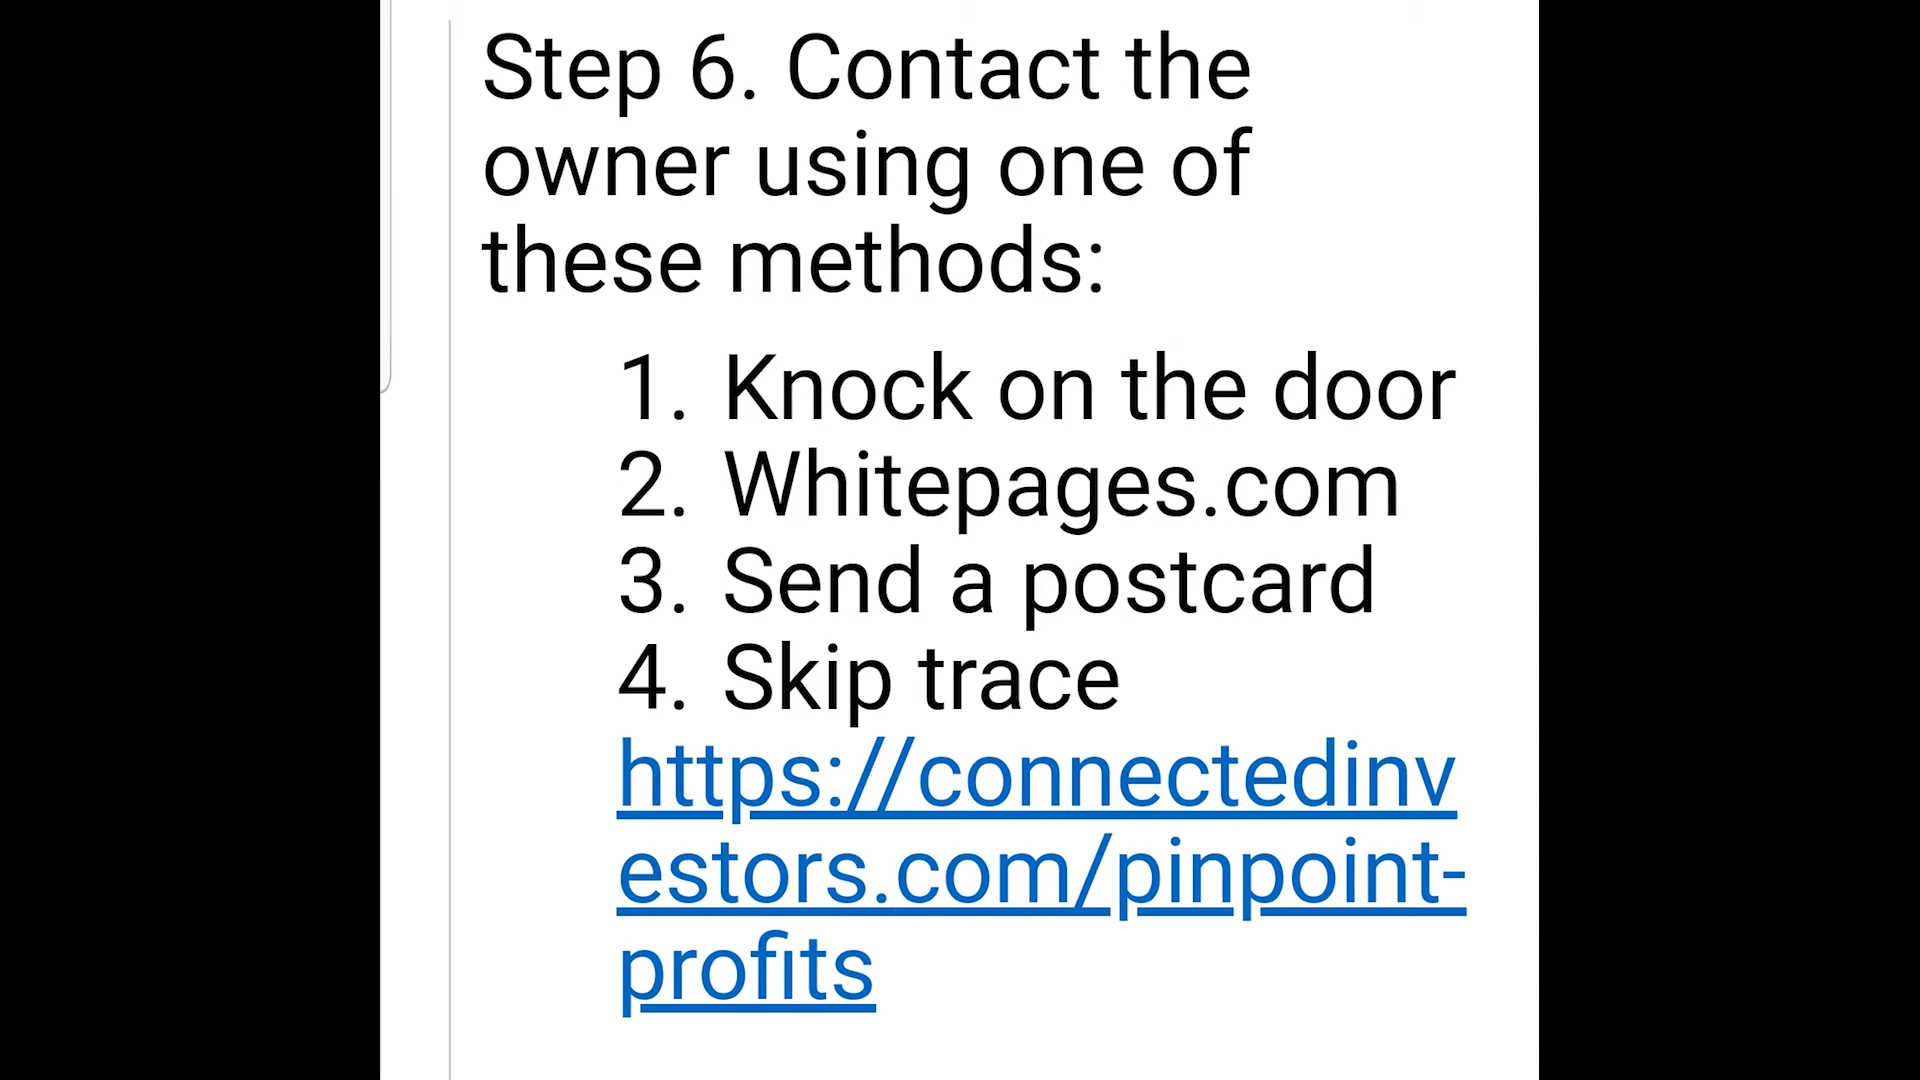 Step 6. Contact the
owner using one of
these methods:
1. Knock on the door
2. Whitepages.com
3. Send a postcard
4. Skip trace
https://connectedinv
estors.com/pinpoint-
profits